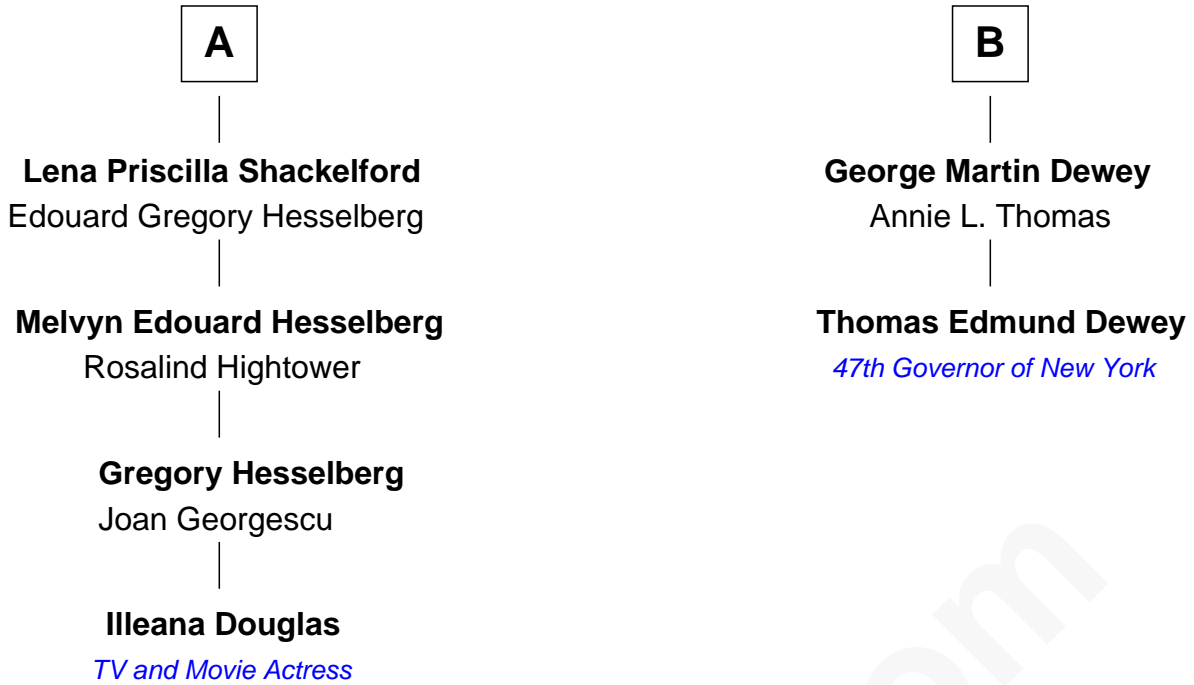 A
Lena Priscilla Shackelford
Edouard Gregory Hesselberg
Melvyn Edouard Hesselberg
Rosalind Hightower
Gregory Hesselberg
Joan Georgescu
Illeana Douglas
TV and Movie Actress
B
George Martin Dewey
Annie L. Thomas
Thomas Edmund Dewey
47th Governor of New York
om